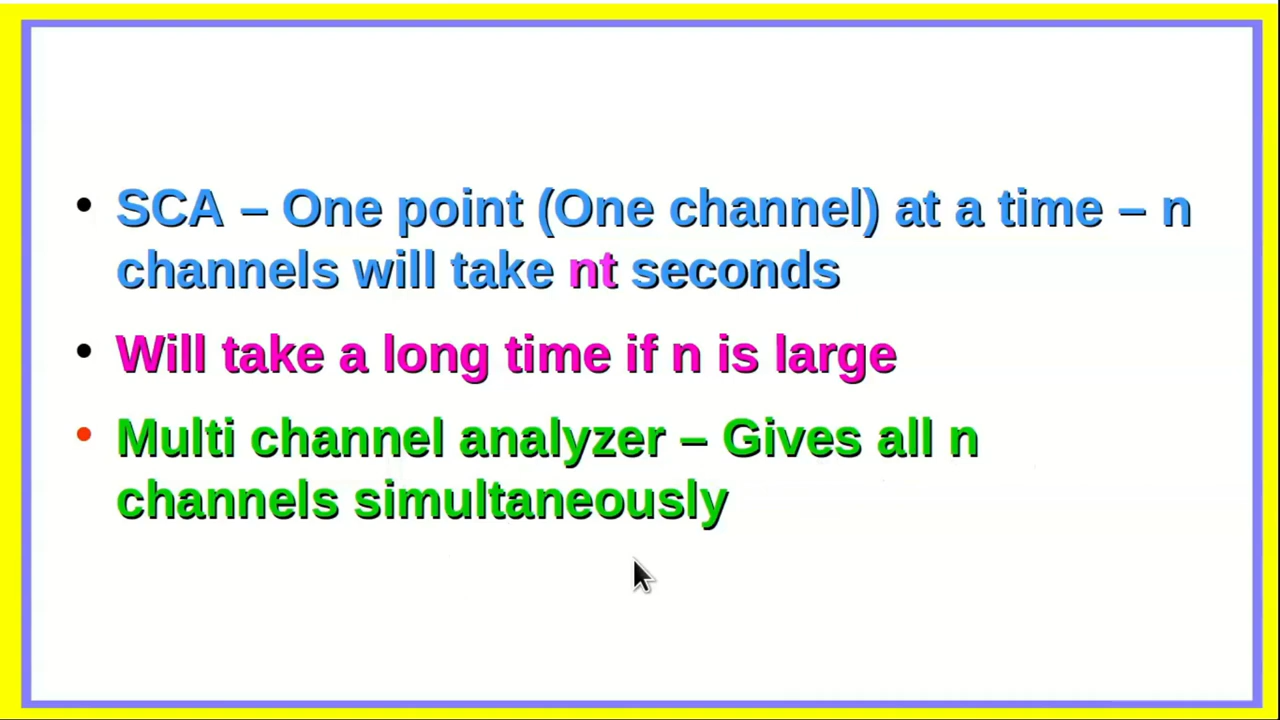 • SCA – One point (One channel) at a time – n
channels will take nt seconds
• Will take a long time if n is large
• Multi channel analyzer – Gives all n
channels simultaneously